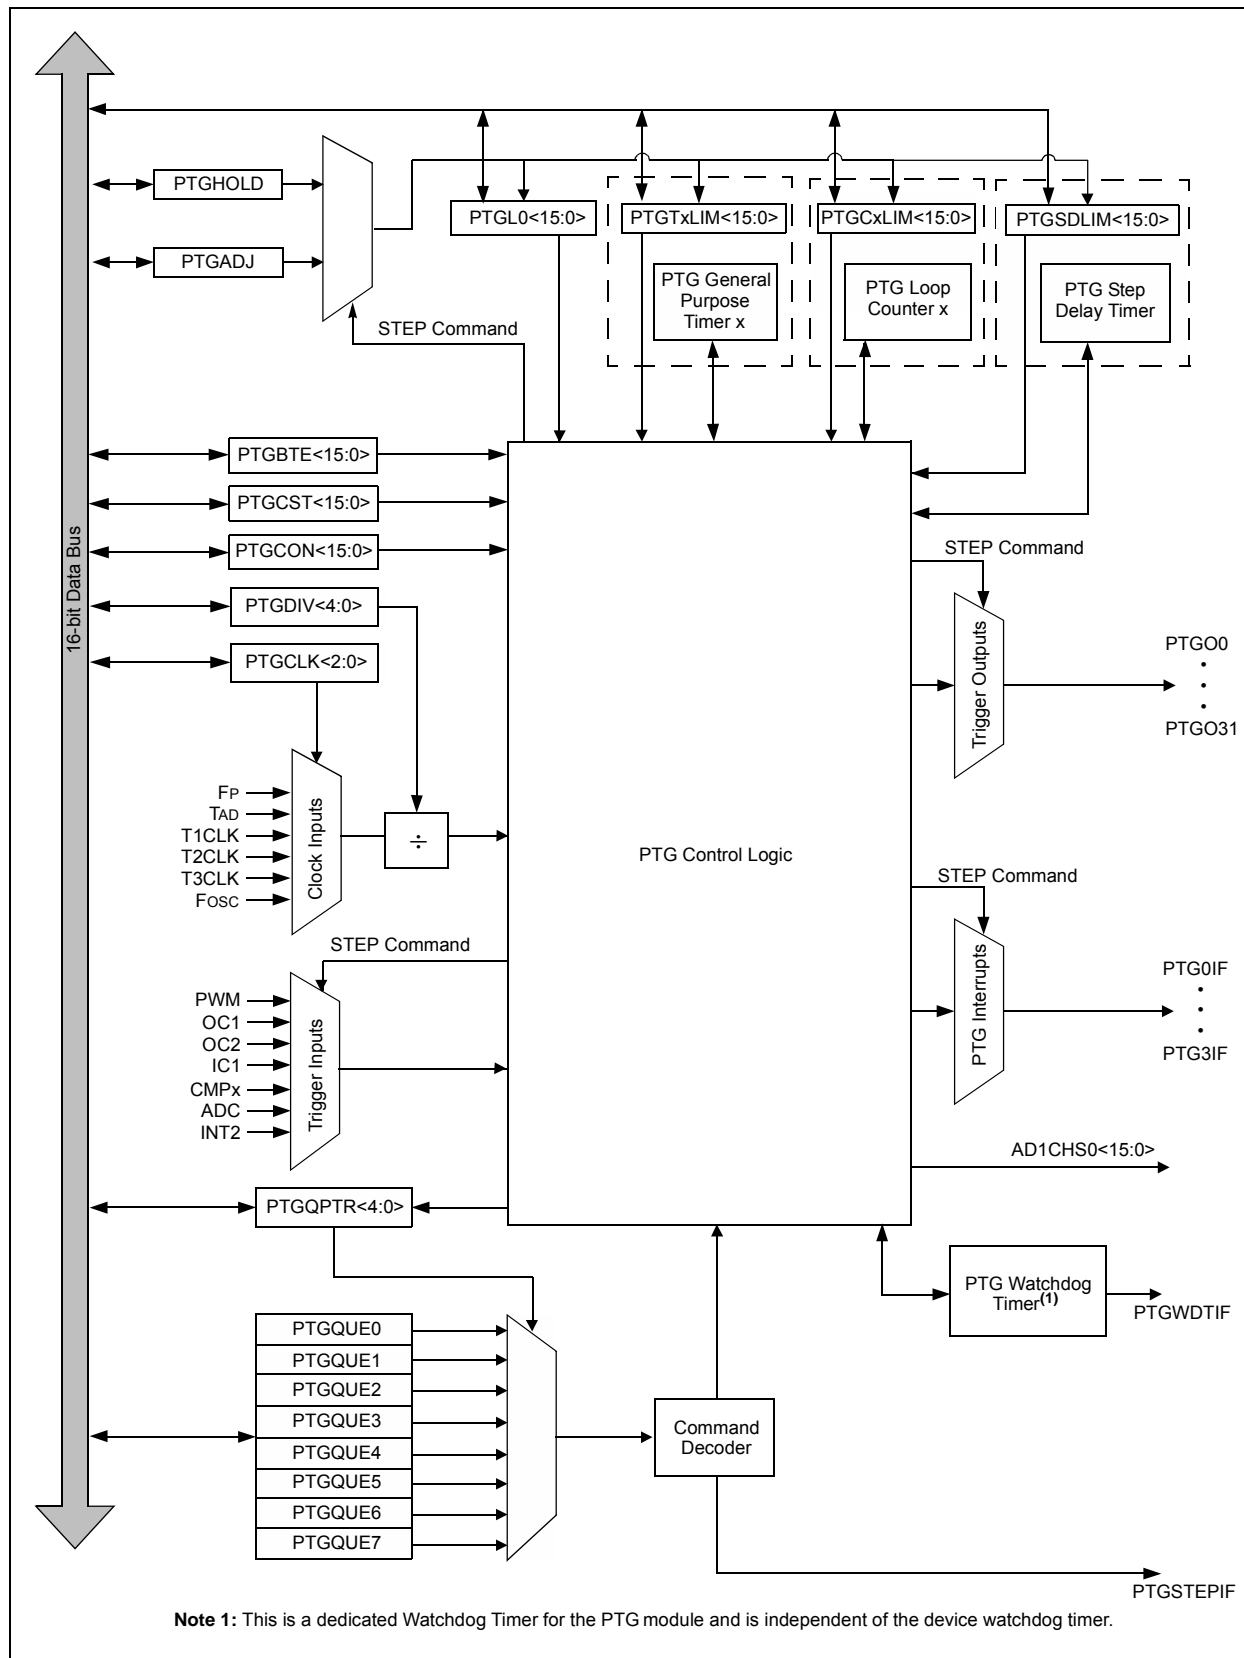 16-bit Data Bus
PTGHOLD
PTGADJ
STEP Command
PTGL0<15:0>
PTGTxLIM<15:0>
PTGCxLIM<15:0>
PTGSDLIM<15:0>
PTG General
Purpose
Timer x
PTG Loop
Counter x
PTG Step
Delay Timer
PTGBTE<15:0>
PTGCST<15:0>
PTGCON<15:0>
PTGDIV<4:0>
PTGCLK<2:0>
FP
TAD
T1CLK
T2CLK
T3CLK
FOSC
Clock Inputs
÷
STEP Command
PWM
OC1
OC2
IC1
CMPx
ADC
INT2
Trigger Inputs
PTG Control Logic
STEP Command
Trigger Outputs
PTGO0
•
•
•
PTGO31
STEP Command
PTG Interrupts
PTG0IF
•
•
•
PTG3IF
AD1CHS0<15:0>
PTGQPTR<4:0>
PTG Watchdog
Timer(1)
PTGWDTIF
PTGQUE0
PTGQUE1
PTGQUE2
PTGQUE3
PTGQUE4
PTGQUE5
PTGQUE6
PTGQUE7
Command
Decoder
PTGSTEPIF
Note 1: This is a dedicated Watchdog Timer for the PTG module and is independent of the device watchdog timer.